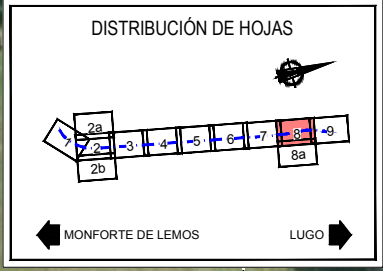 DISTRIBUCIÓN DE HOJAS
2a
1 2 3 4 5 6 7 8 9
2b
8a
MONFORTE DE LEMOS LUGO